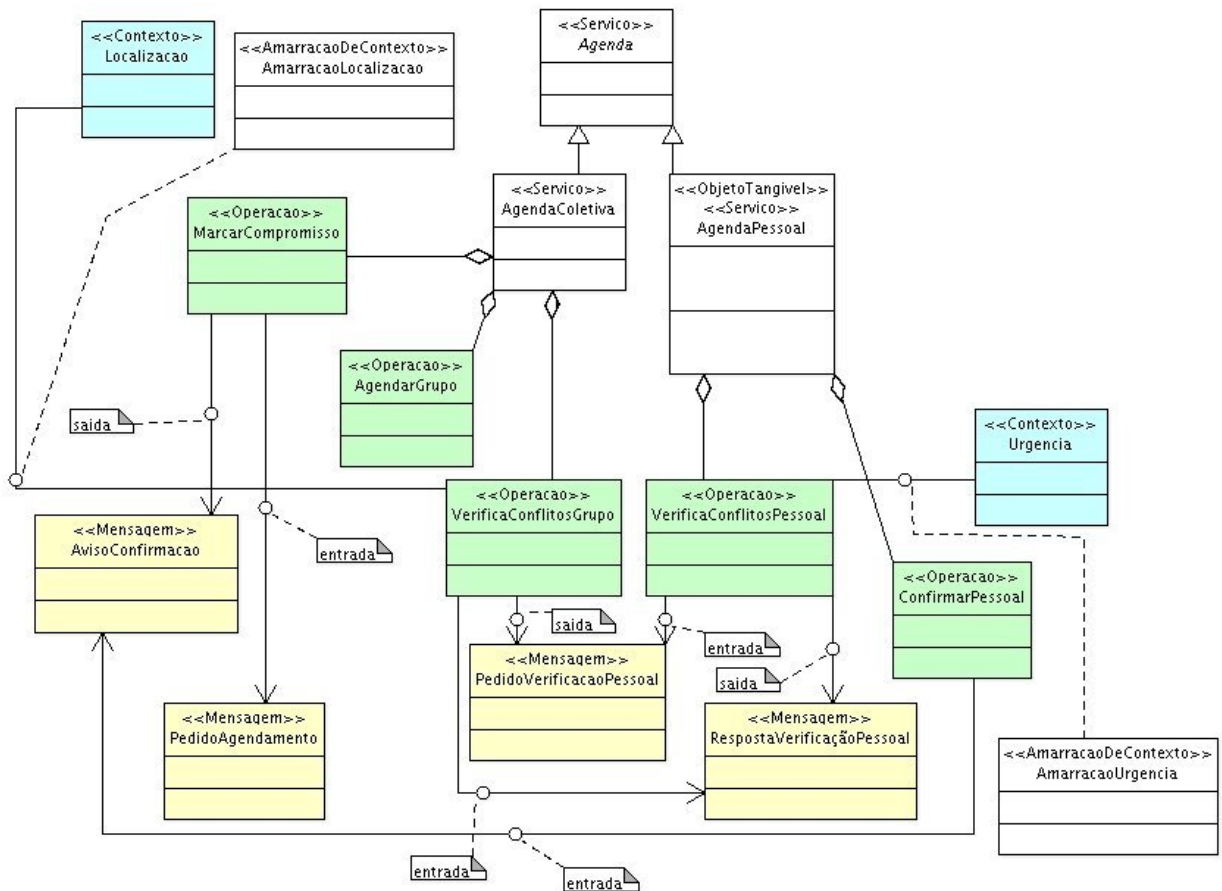 <<Servico>>
Agenda
<<Contexto>>
Localizacao
<<AmarracaoDeContexto>>
AmarracaoLocalizacao
<<Servico>>
AgendaColetiva
<<ObjetoTangivel>>
<<Servico>>
AgendaPessoal
<<Operacao>>
MarcarCompromisso
<<Operacao>>
AgendarGrupo
saida
<<Contexto>>
Urgencia
<<Operacao>>
VerificaConflitosGrupo
<<Operacao>>
VerificaConflitosPessoal
<<Mensagem>>
AvisoConfirmacao
entrada
<<Operacao>>
ConfirmarPessoal
saida
entrada
<<Mensagem>>
PedidoVerificacaoPessoal
saida
<<Mensagem>>
PedidoAgendamento
<<Mensagem>>
RespostaVerificaçãoPessoal
<<AmarracaoDeContexto>>
AmarracaoUrgencia
entrada
entrada